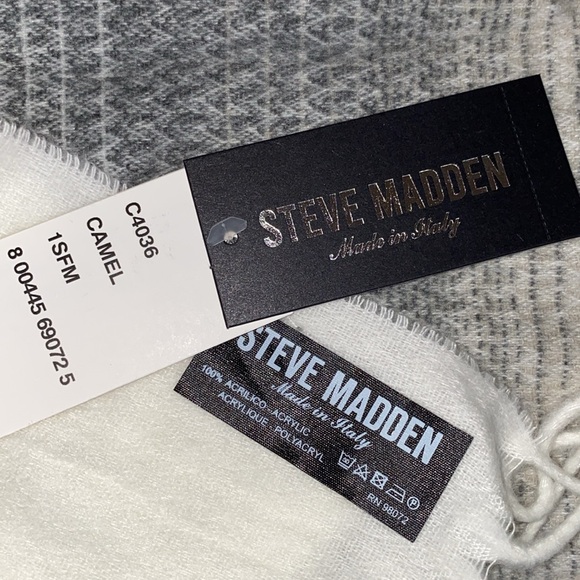 STEVE MADDEN
Made in Italy
C4036
CAMEL
1SFM
8 00445 69072 5
STEVE MADDEN
Made in Italy
100% ACRILICO ACRYLIC
ACRYLIQUE POLYACRYL
RN 98072